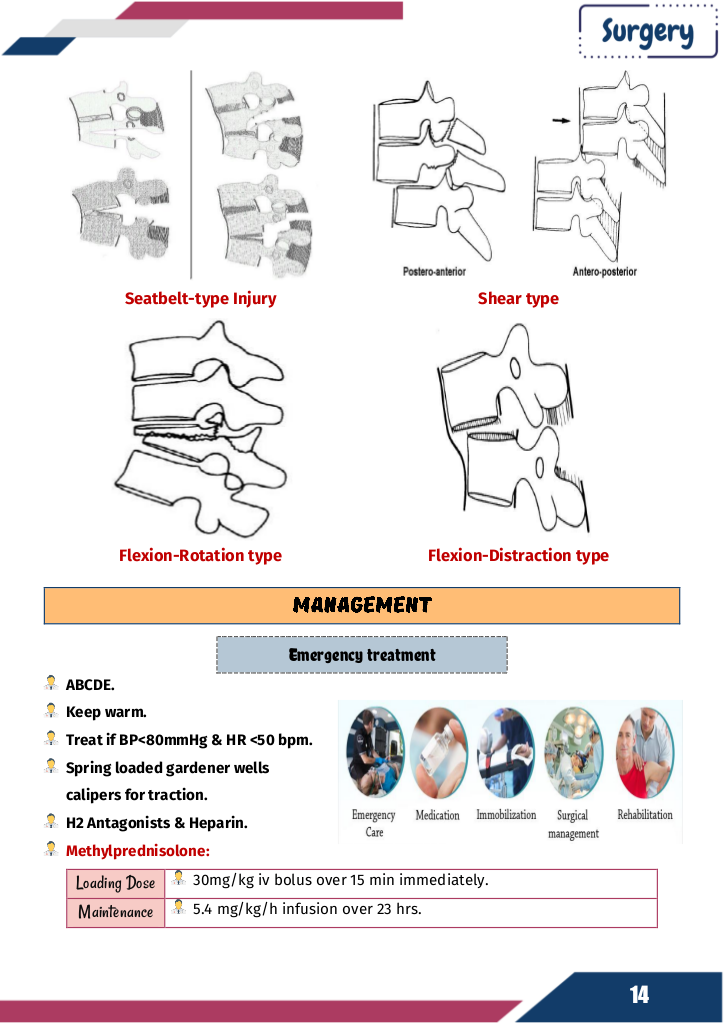 Surgery
Postero-anterior
Antero-posterior
Seatbelt-type Injury
Shear type
Flexion-Rotation type
Flexion-Distraction type
MANAGEMENT
Emergency treatment
ABCDE.
Keep warm.
Treat if BP<80mmHg & HR <50 bpm.
Spring loaded gardener wells
calipers for traction.
H2 Antagonists & Heparin.
Methylprednisolone:
Emergency
Care
Medication
Immobilization
Surgical
management
Rehabilitation
Loading Dose
30mg/kg iv bolus over 15 min immediately.
Maintenance
5.4 mg/kg/h infusion over 23 hrs.
14